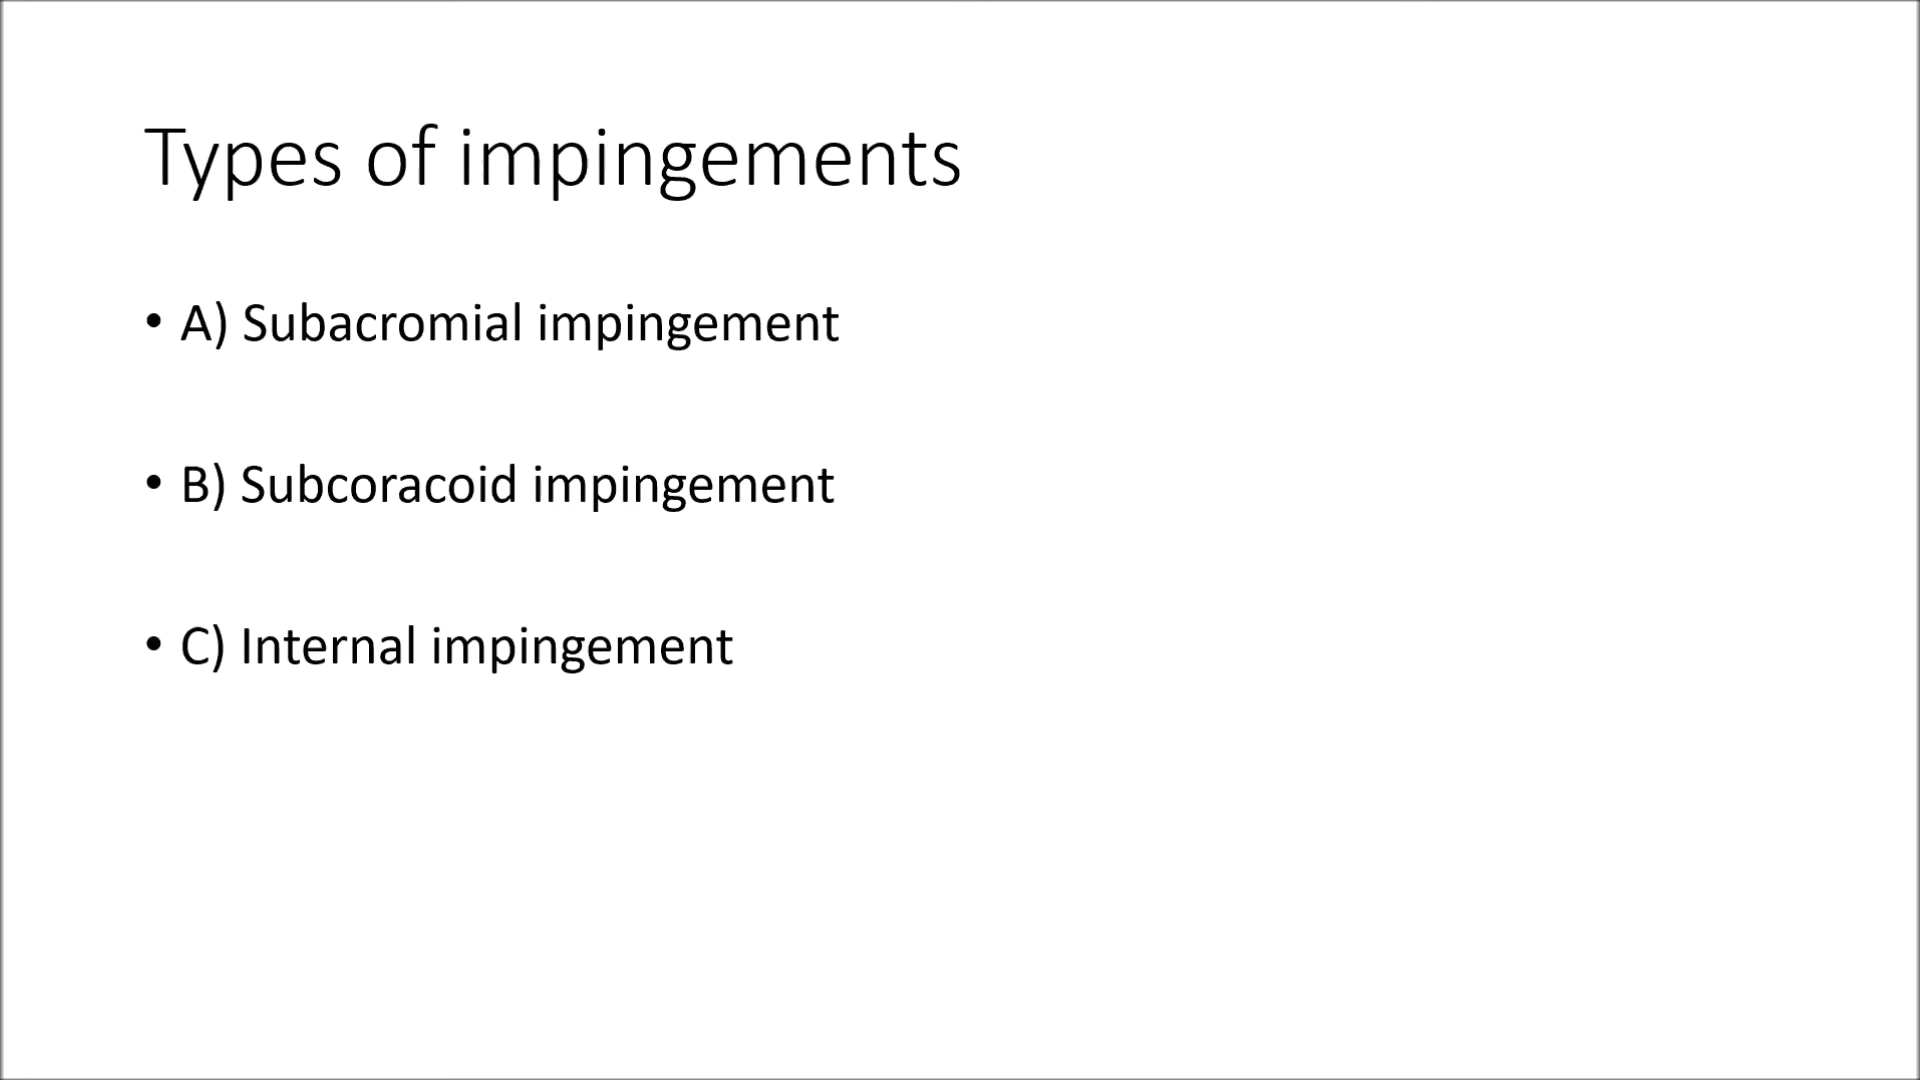 Types of impingements
• A) Subacromial impingement
• B) Subcoracoid impingement
• C) Internal impingement